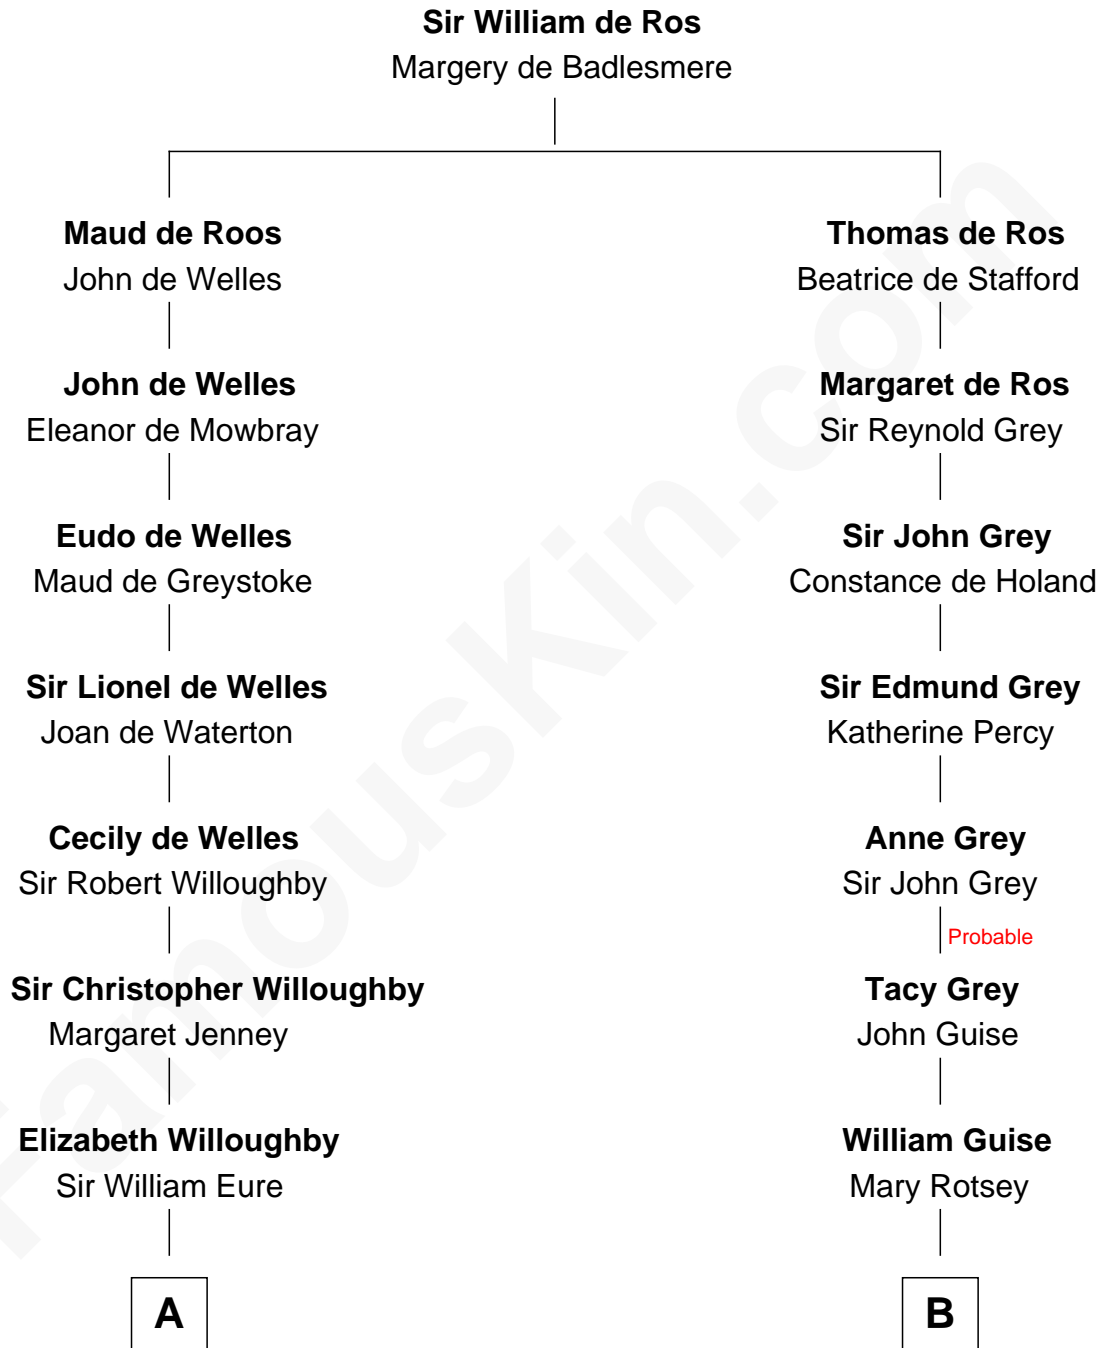 Sir William de Ros
Margery de Badlesmere
Maud de Roos
John de Welles
Thomas de Ros
Beatrice de Stafford
John de Welles
Eleanor de Mowbray
Margaret de Ros
Sir Reynold Grey
Eudo de Welles
Maud de Greystoke
Sir John Grey
Constance de Holand
Sir Lionel de Welles
Joan de Waterton
Sir Edmund Grey
Katherine Percy
Cecily de Welles
Sir Robert Willoughby
Anne Grey
Sir John Grey
Probable
Sir Christopher Willoughby
Margaret Jenney
Tacy Grey
John Guise
Elizabeth Willoughby
Sir William Eure
William Guise
Mary Rotsey
A
B
FamousKin.com